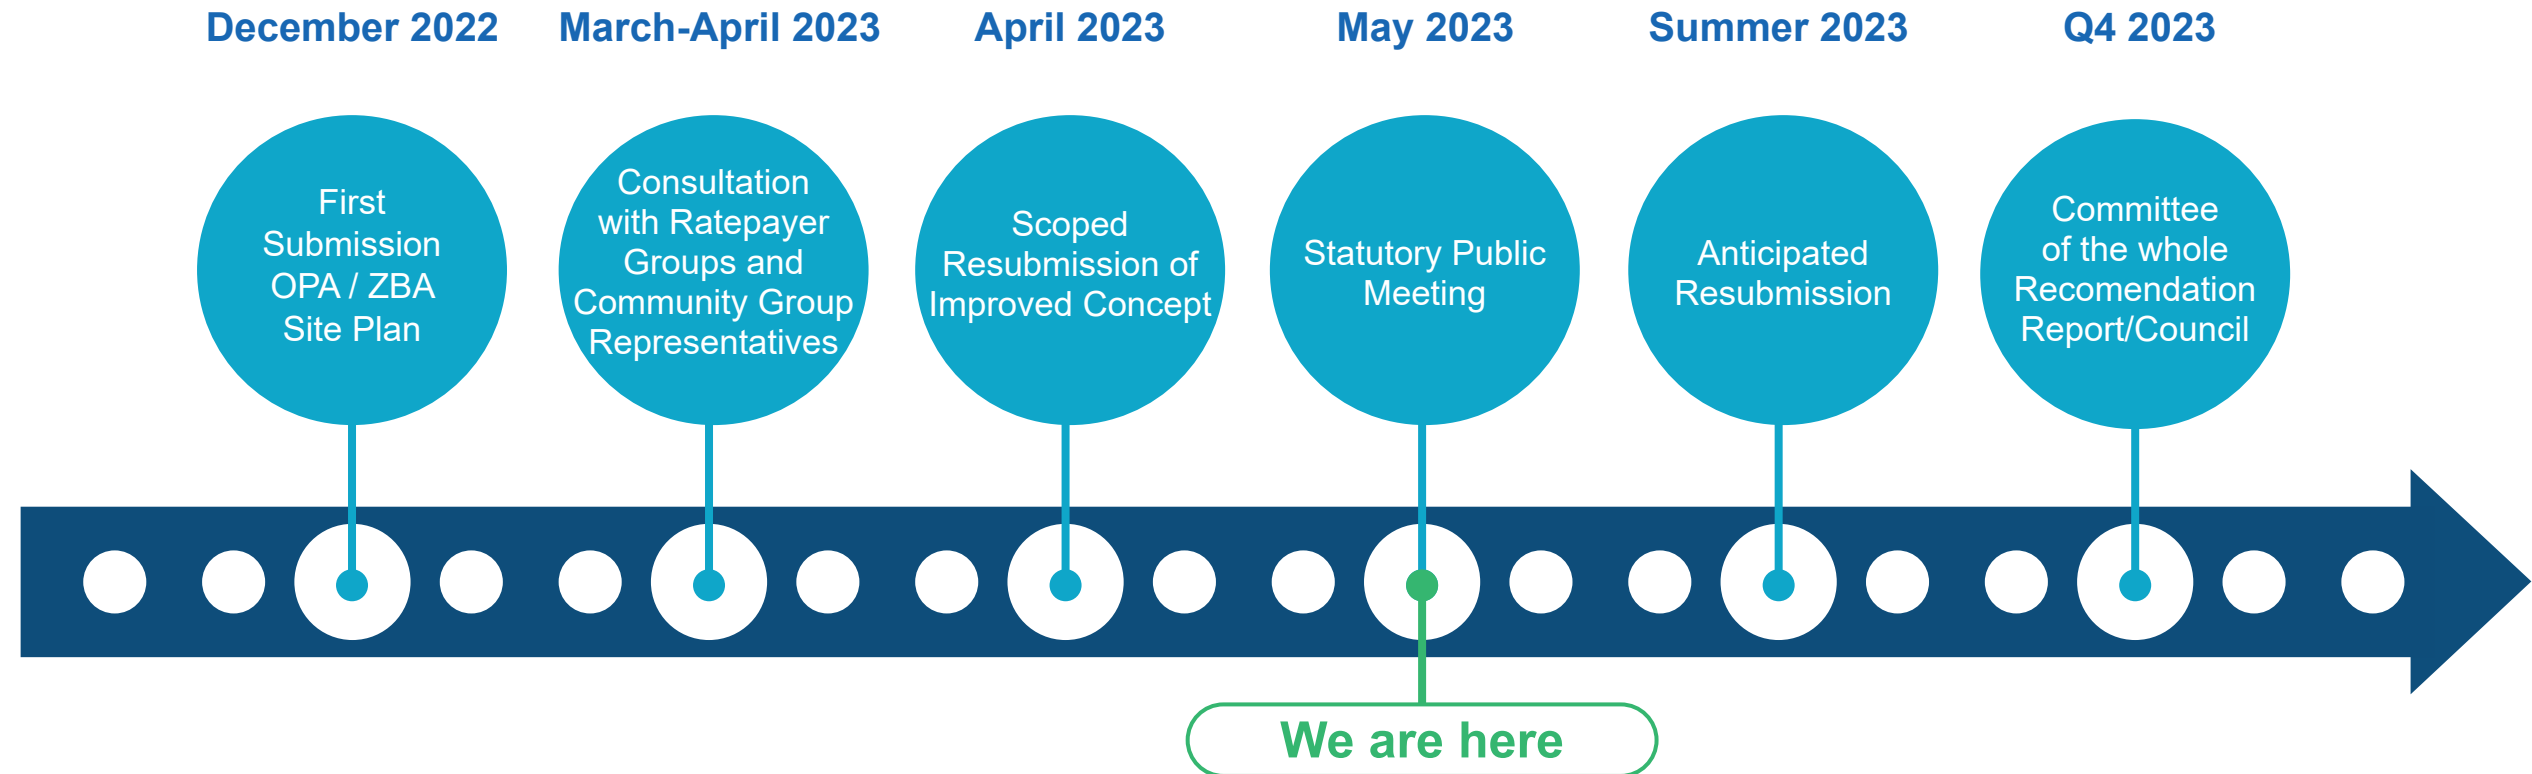 December 2022
March-April 2023
April 2023
May 2023
Summer 2023
Q4 2023
First
Submission
OPA / ZBA
Site Plan
Consultation
with Ratepayer
Groups and
Community Group
Representatives
Scoped
Resubmission of
Improved Concept
Statutory Public
Meeting
Anticipated
Resubmission
Committee
of the whole
Recomendation
Report/Council
We are here